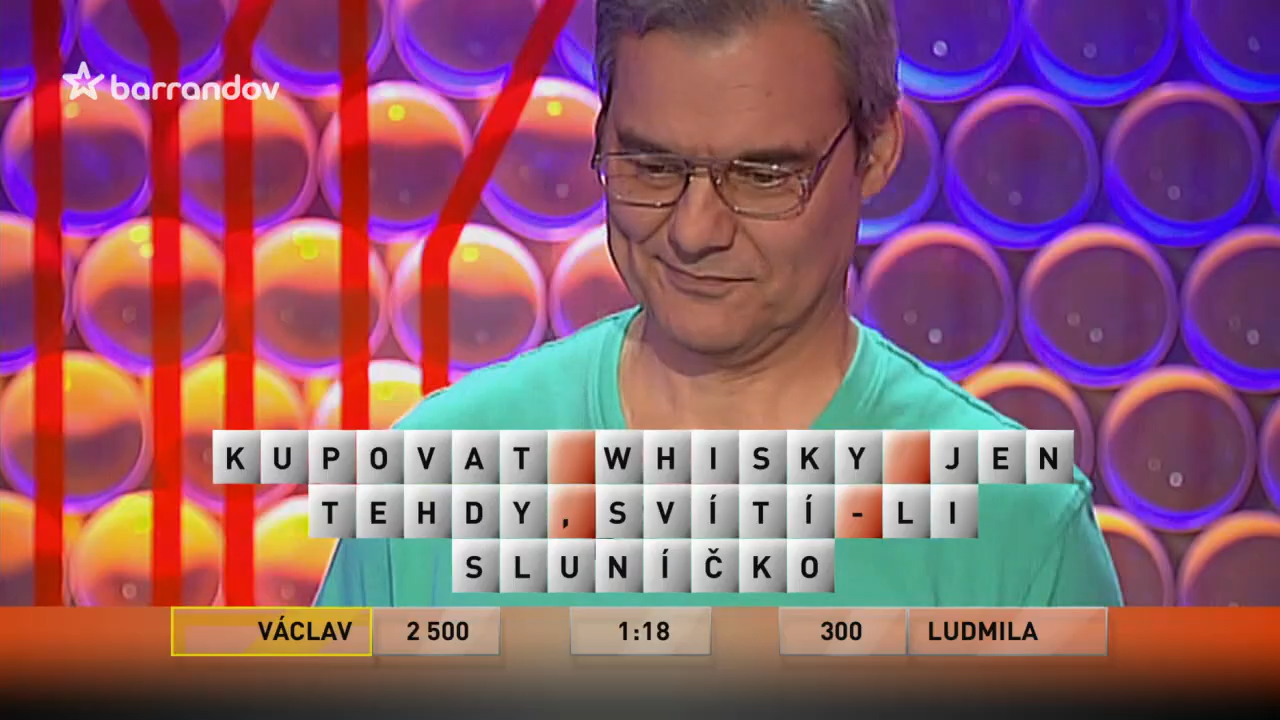 barrandov
KUPOVAT WHISKY JEN
TEHDY, SVÍTÍ-LI
SLUNÍČKO
VÁCLAV 2 500 1:18 300 LUDMILA